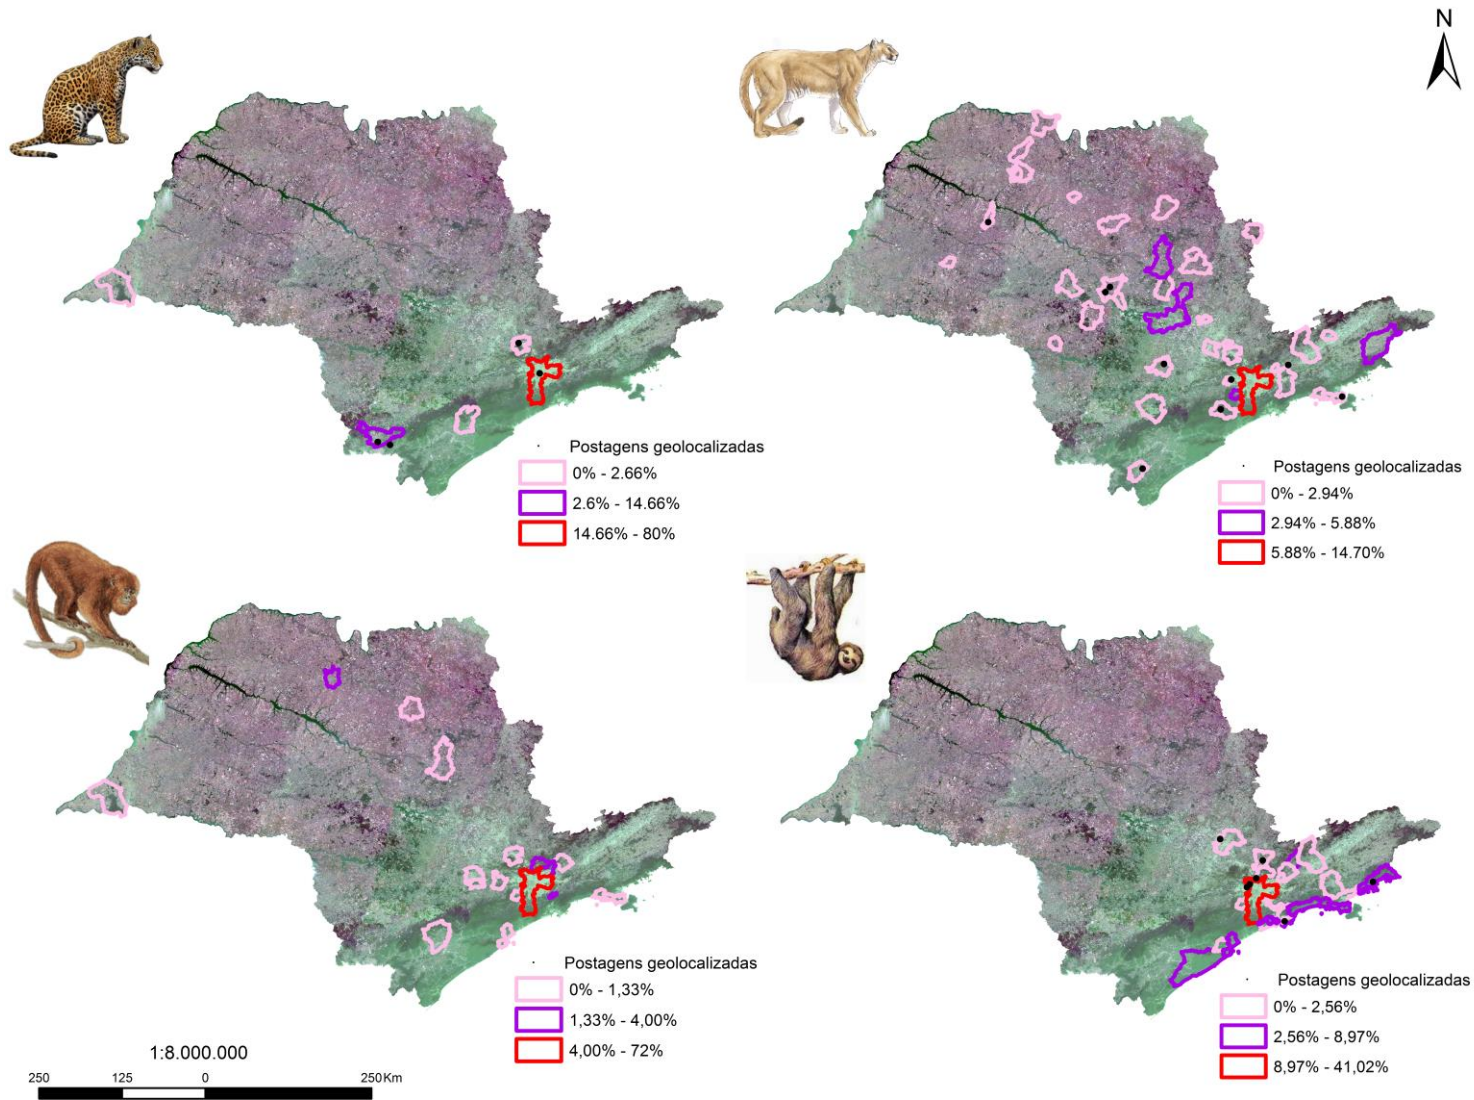 N
Postagens geolocalizadas
0% - 2.66%
2.6% - 14.66%
14.66% - 80%
Postagens geolocalizadas
0% - 2.94%
2.94% - 5.88%
5.88% - 14.70%
Postagens geolocalizadas
0% - 1,33%
1,33% - 4,00%
4,00% - 72%
Postagens geolocalizadas
0% - 2,56%
2,56% - 8,97%
8,97% - 41,02%
1:8.000.000
250 125 0 250Km